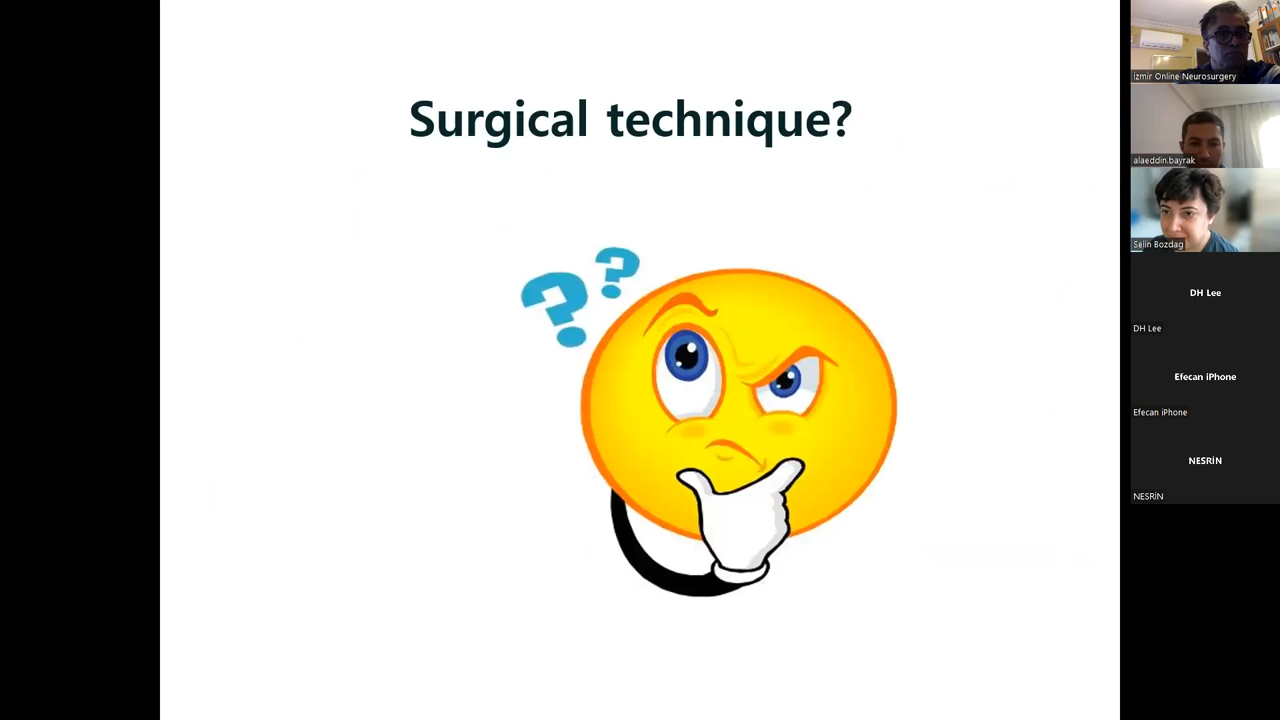 Surgical technique?
? ?
İzmir Online Neurosurgery
alaeddin.bayrak
Selin Bozdag
DH Lee
DH Lee
Efecan iPhone
Efecan iPhone
NESRİN
NESRİN